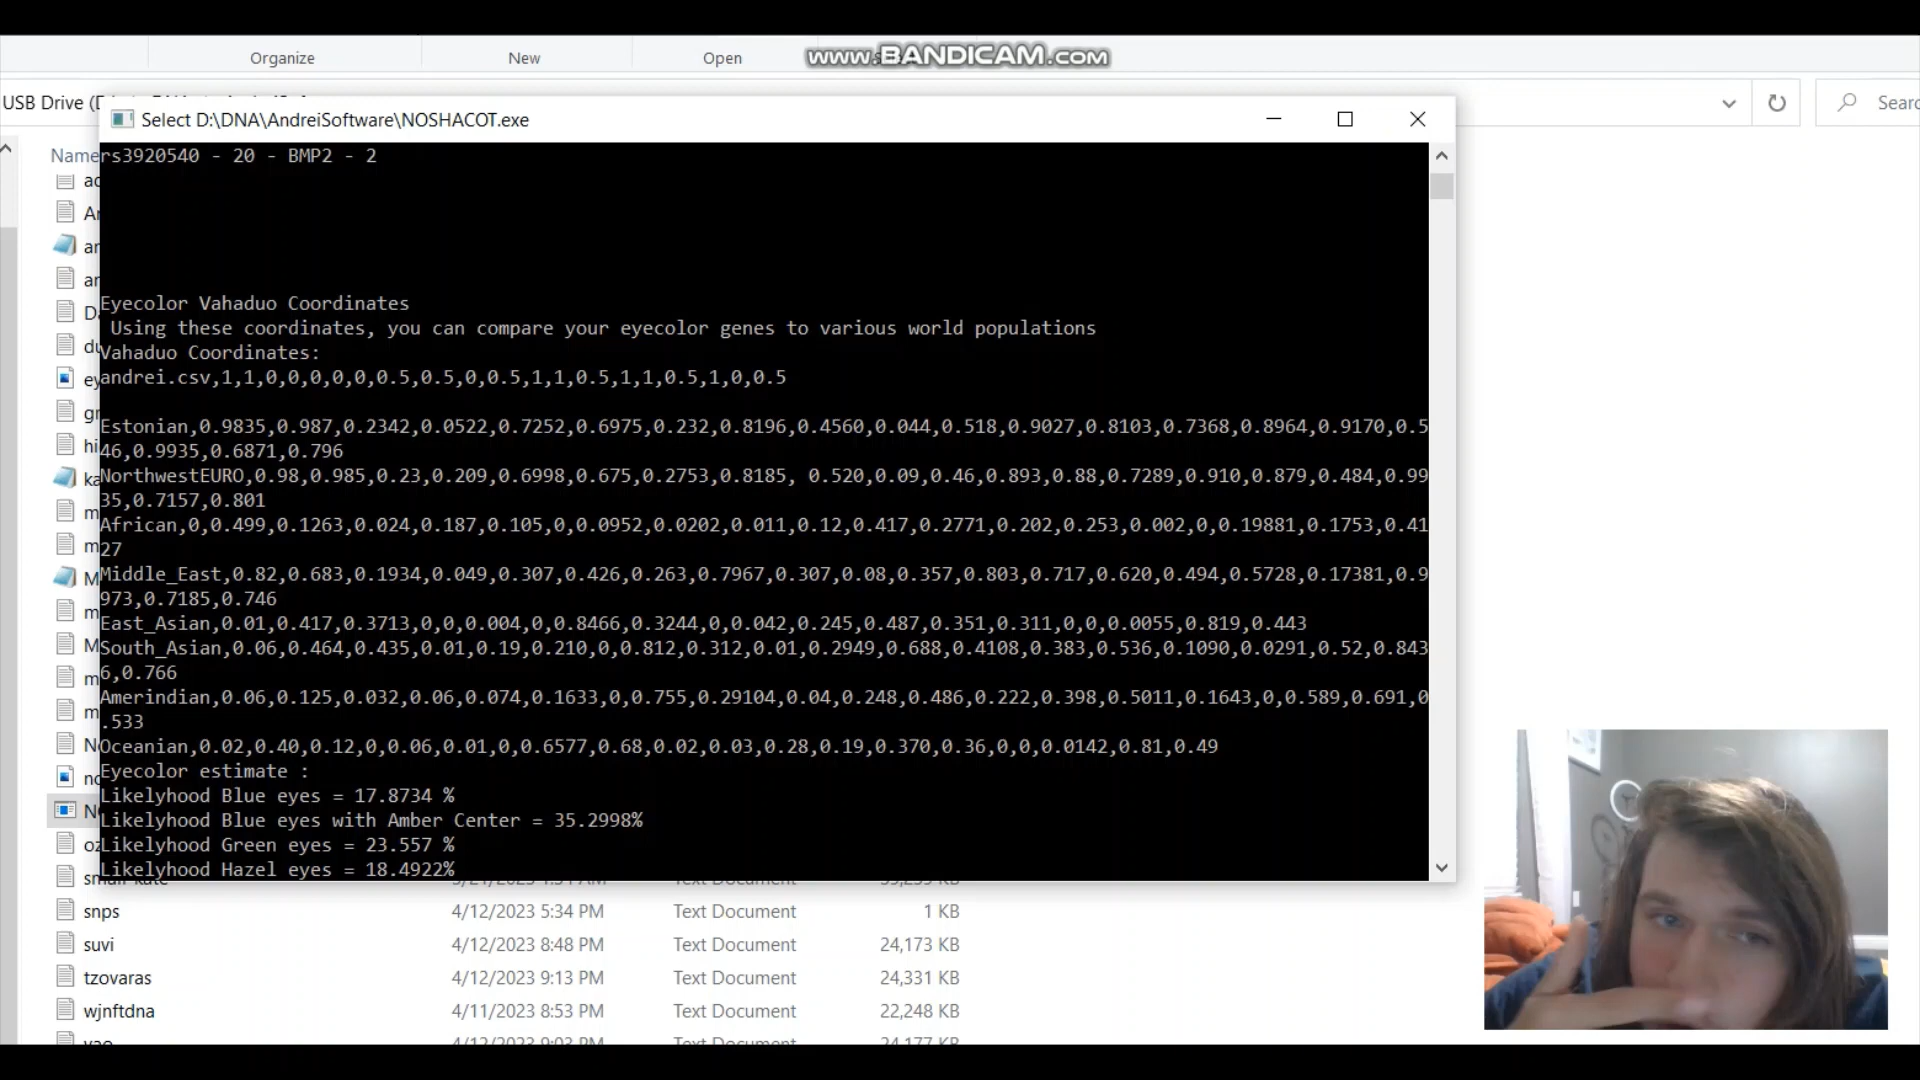 Organize
New
Open
www.BANDICAM.com
USB Drive (D
Sear
Select D:\DNA\AndreiSoftware\NOSHACOT.exe
Name
rs3920540 - 20 - BMP2 - 2
Eyecolor Vahaduo Coordinates
Using these coordinates, you can compare your eyecolor genes to various world populations
Vahaduo Coordinates:
andrei.csv,1,1,0,0,0,0,0,0.5,0.5,0,0.5,1,1,0.5,1,1,0.5,1,0,0.5
Estonian,0.9835,0.987,0.2342,0.0522,0.7252,0.6975,0.232,0.8196,0.4560,0.044,0.518,0.9027,0.8103,0.7368,0.8964,0.9170,0.5
46,0.9935,0.6871,0.796
NorthwestEURO,0.98,0.985,0.23,0.209,0.6998,0.675,0.2753,0.8185, 0.520,0.09,0.46,0.893,0.88,0.7289,0.910,0.879,0.484,0.99
35,0.7157,0.801
African,0,0.499,0.1263,0.024,0.187,0.105,0,0.0952,0.0202,0.011,0.12,0.417,0.2771,0.202,0.253,0.002,0,0.19881,0.1753,0.41
27
Middle_East,0.82,0.683,0.1934,0.049,0.307,0.426,0.263,0.7967,0.307,0.08,0.357,0.803,0.717,0.620,0.494,0.5728,0.17381,0.9
973,0.7185,0.746
East_Asian,0.01,0.417,0.3713,0,0,0.004,0,0.8466,0.3244,0,0.042,0.245,0.487,0.351,0.311,0,0,0.0055,0.819,0.443
South_Asian,0.06,0.464,0.435,0.01,0.19,0.210,0,0.812,0.312,0.01,0.2949,0.688,0.4108,0.383,0.536,0.1090,0.0291,0.52,0.843
6,0.766
Amerindian,0.06,0.125,0.032,0.06,0.074,0.1633,0,0.755,0.29104,0.04,0.248,0.486,0.222,0.398,0.5011,0.1643,0,0.589,0.691,0
.533
Oceanian,0.02,0.40,0.12,0,0.06,0.01,0,0.6577,0.68,0.02,0.03,0.28,0.19,0.370,0.36,0,0,0.0142,0.81,0.49
Eyecolor estimate :
Likelyhood Blue eyes = 17.8734 %
Likelyhood Blue eyes with Amber Center = 35.2998%
Likelyhood Green eyes = 23.557 %
Likelyhood Hazel eyes = 18.4922%
snps 4/12/2023 5:34 PM Text Document 1 KB
suvi 4/12/2023 8:48 PM Text Document 24,173 KB
tzovaras 4/12/2023 9:13 PM Text Document 24,331 KB
wjnftdna 4/11/2023 8:53 PM Text Document 22,248 KB
4/12/2023 9:03 PM Text Document 24,177 KB